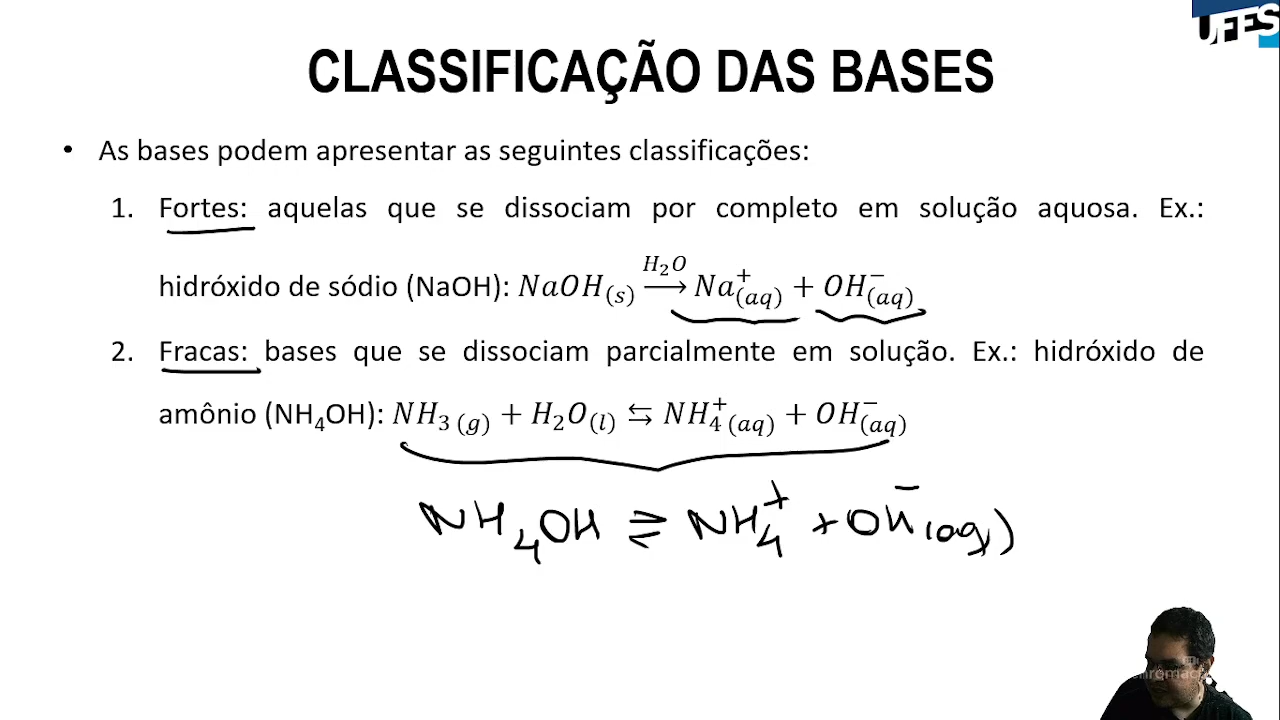 UFES
CLASSIFICAÇÃO DAS BASES
• As bases podem apresentar as seguintes classificações:
1. Fortes: aquelas que se dissociam por completo em solução aquosa. Ex.:
hidróxido de sódio (NaOH): NaOH(s) →[H₂O] Na⁺(aq) + OH⁻(aq)
2. Fracas: bases que se dissociam parcialmente em solução. Ex.: hidróxido de
amônio (NH₄OH): NH₃ (g) + H₂O(l) ⇆ NH₄⁺(aq) + OH⁻(aq)
NH₄OH ⇌ NH₄⁺ + OH⁻(aq)